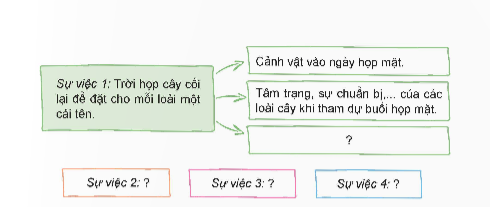 Sự việc 1: Trời họp cây cối
lại để đặt cho mỗi loài một
cái tên.
Cảnh vật vào ngày họp mặt.
Tâm trạng, sự chuẩn bị,... của các
loài cây khi tham dự buổi họp mặt.
?
Sự việc 2: ?
Sự việc 3: ?
Sự việc 4: ?